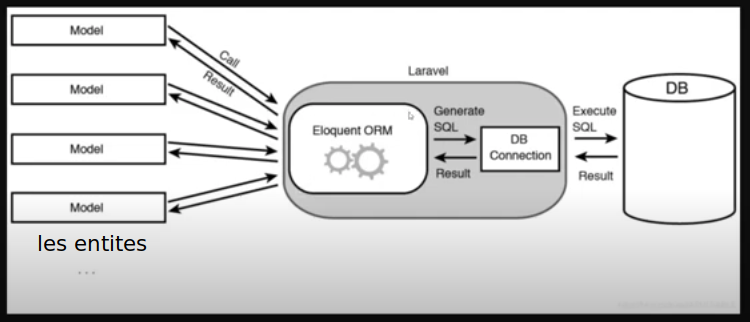 Model
Call
Result
Model
Model
Model
les entites
...
Laravel
Eloquent ORM
Generate
SQL
Result
DB
Connection
Execute
SQL
Result
DB